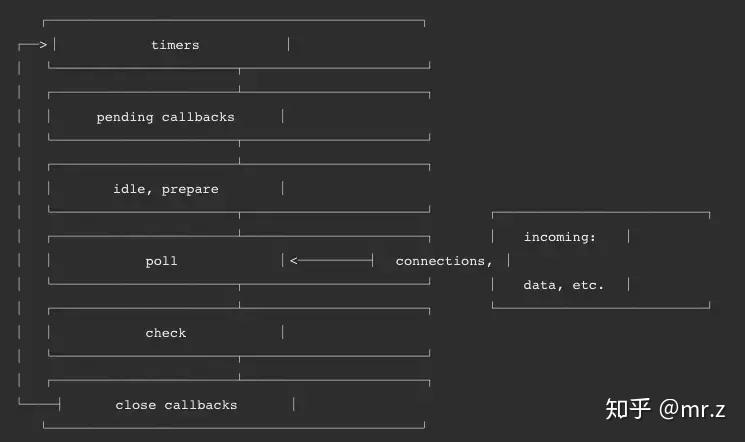 timers
pending callbacks
idle, prepare
incoming:
poll
connections,
data, etc.
check
close callbacks
知乎 @mr.z